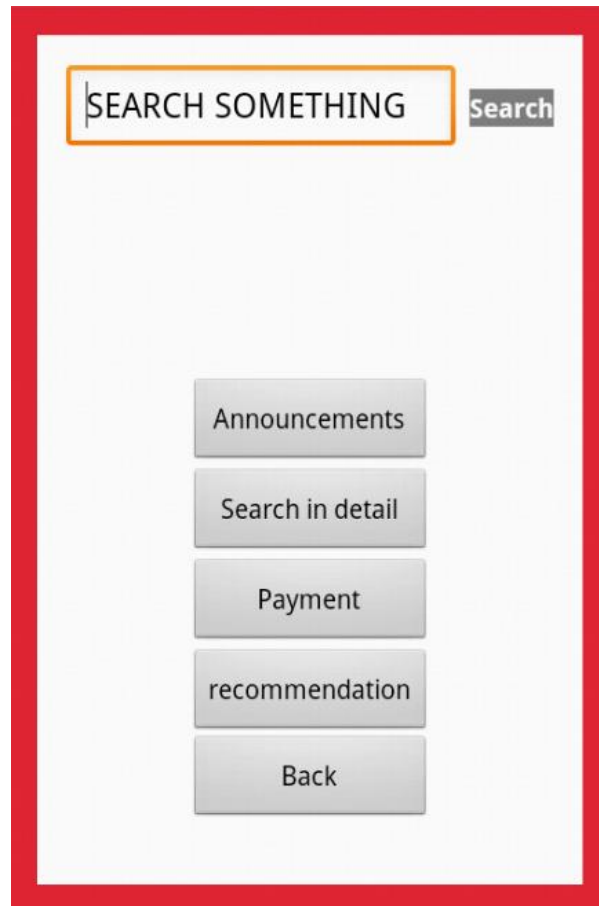 SEARCH SOMETHING Search
Announcements
Search in detail
Payment
recommendation
Back